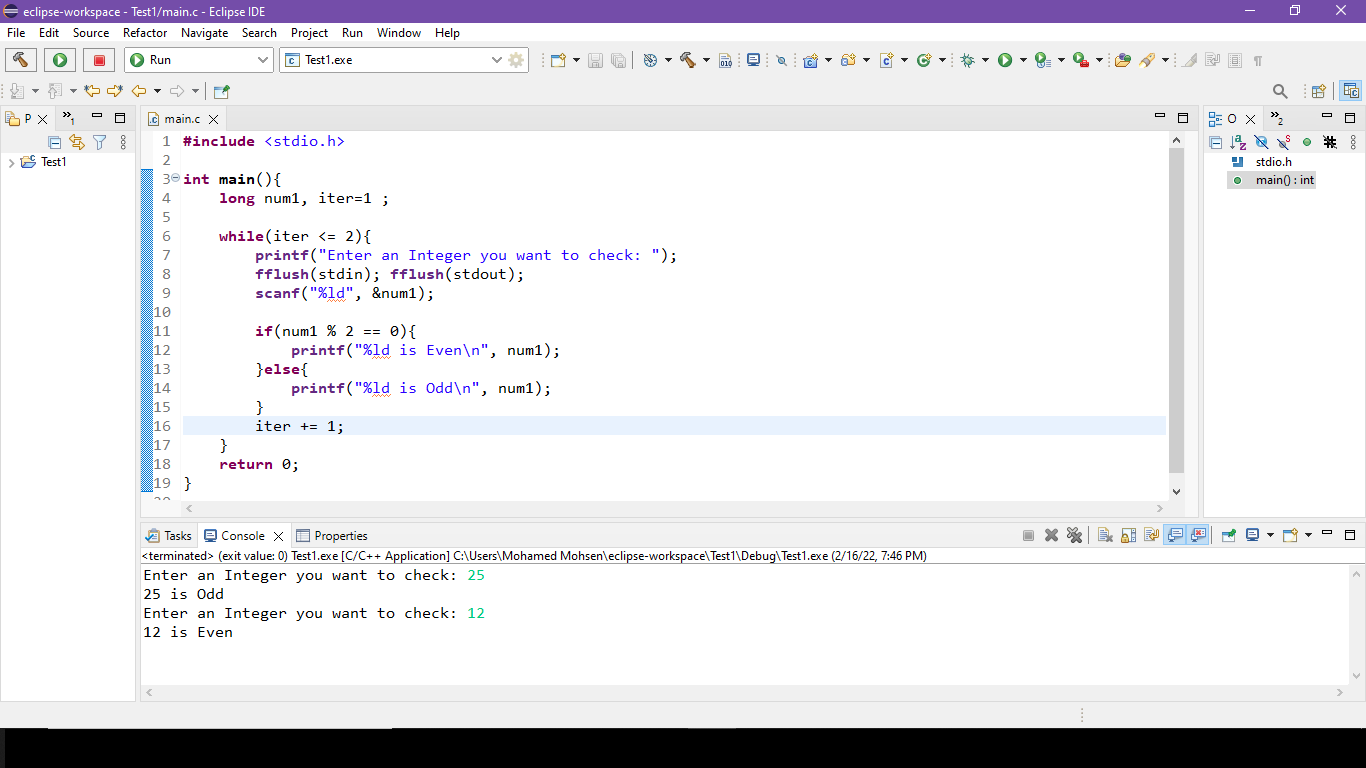 eclipse-workspace - Test1/main.c - Eclipse IDE
File Edit Source Refactor Navigate Search Project Run Window Help
Run
Test1.exe
010
P
»1
main.c
O
»2
Test1
stdio.h
main() : int
1 #include <stdio.h>
2
3 int main(){
4     long num1, iter=1 ;
5
6     while(iter <= 2){
7         printf("Enter an Integer you want to check: ");
8         fflush(stdin); fflush(stdout);
9         scanf("%ld", &num1);
10
11         if(num1 % 2 == 0){
12             printf("%ld is Even\n", num1);
13         }else{
14             printf("%ld is Odd\n", num1);
15         }
16         iter += 1;
17     }
18     return 0;
19 }
20
Tasks Console Properties
<terminated> (exit value: 0) Test1.exe [C/C++ Application] C:\Users\Mohamed Mohsen\eclipse-workspace\Test1\Debug\Test1.exe (2/16/22, 7:46 PM)
Enter an Integer you want to check: 25
25 is Odd
Enter an Integer you want to check: 12
12 is Even